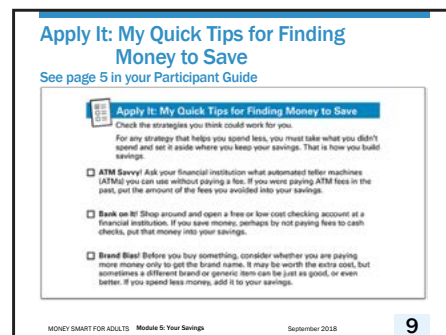 Apply It: My Quick Tips for Finding
Money to Save
See page 5 in your Participant Guide
Apply It: My Quick Tips for Finding Money to Save
Check the strategies you think could work for you.
For any strategy that helps you spend less, you must take what you didn't
spend and set it aside where you keep your savings. That is how you build
savings.
ATM Savvy! Ask your financial institution what automated teller machines
(ATMs) you can use without paying a fee. If you were paying ATM fees in the
past, put the amount of the fees you avoided into your savings.
Bank on It! Shop around and open a free or low cost checking account at a
financial institution. If you save money, perhaps by not paying fees to cash
checks, put that money into your savings.
Brand Bias! Before you buy something, consider whether you are paying
more money only to get the brand name. It may be worth the extra cost, but
sometimes a different brand or generic item can be just as good, or even
better. If you spend less money, add it to your savings.
MONEY SMART FOR ADULTS Module 5: Your Savings September 2018 9